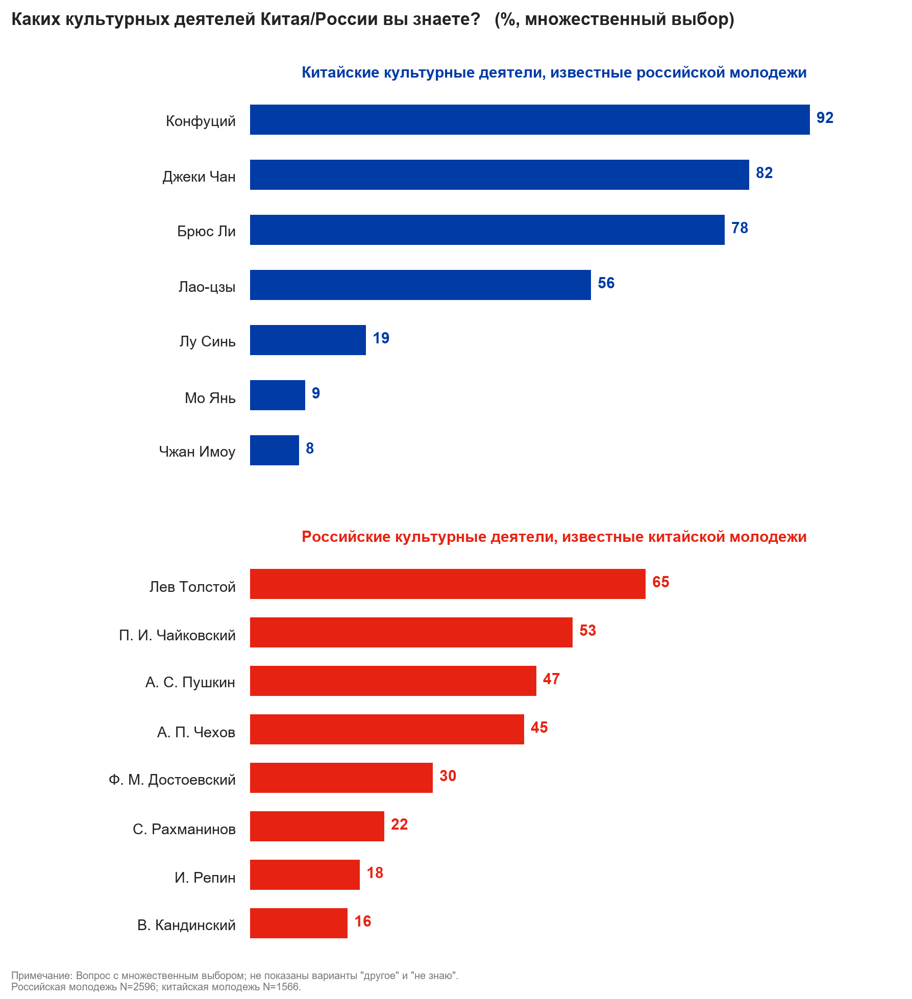 Каких культурных деятелей Китая/России вы знаете? (%, множественный выбор)
Китайские культурные деятели, известные российской молодежи
Конфуций 92
Джеки Чан 82
Брюс Ли 78
Лао-цзы 56
Лу Синь 19
Мо Янь 9
Чжан Имоу 8
Российские культурные деятели, известные китайской молодежи
Лев Толстой 65
П. И. Чайковский 53
А. С. Пушкин 47
А. П. Чехов 45
Ф. М. Достоевский 30
С. Рахманинов 22
И. Репин 18
В. Кандинский 16
Примечание: Вопрос с множественным выбором; не показаны варианты "другое" и "не знаю".
Российская молодежь N=2596; китайская молодежь N=1566.